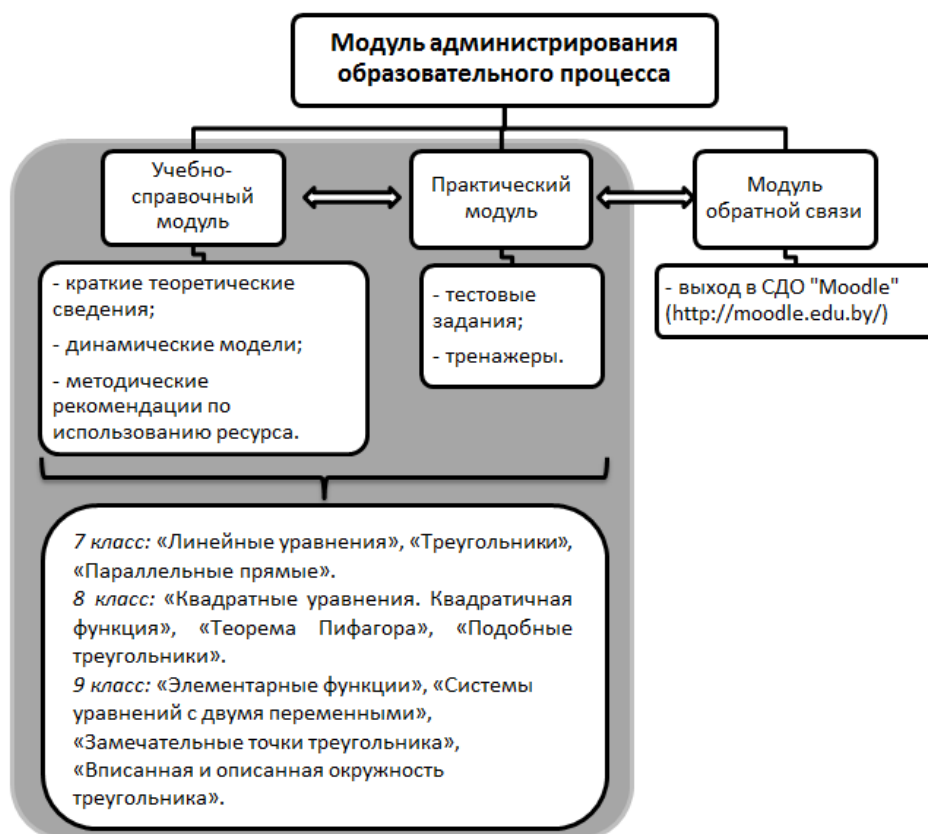 Модуль администрирования
образовательного процесса
Учебно-
справочный
модуль
Практический
модуль
Модуль
обратной связи
- краткие теоретические
сведения;
- динамические модели;
- методические
рекомендации по
использованию ресурса.
- тестовые
задания;
- тренажеры.
- выход в СДО "Moodle"
(http://moodle.edu.by/)
7 класс: «Линейные уравнения», «Треугольники»,
«Параллельные прямые».
8 класс: «Квадратные уравнения. Квадратичная
функция», «Теорема Пифагора», «Подобные
треугольники».
9 класс: «Элементарные функции», «Системы
уравнений с двумя переменными»,
«Замечательные точки треугольника»,
«Вписанная и описанная окружность
треугольника».